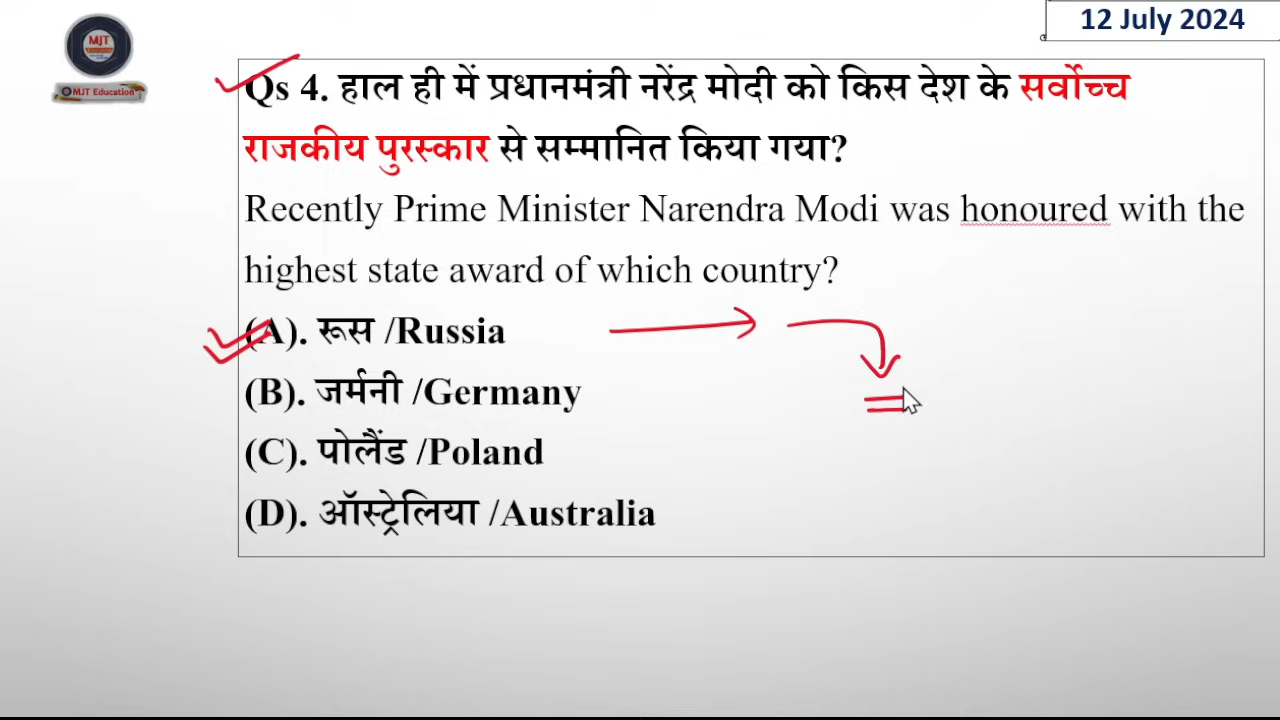 12 July 2024
MJT
MJT Education
Qs 4. हाल ही में प्रधानमंत्री नरेंद्र मोदी को किस देश के सर्वोच्च
राजकीय पुरस्कार से सम्मानित किया गया?
Recently Prime Minister Narendra Modi was honoured with the
highest state award of which country?
(A). रूस /Russia
(B). जर्मनी /Germany
(C). पोलैंड /Poland
(D). ऑस्ट्रेलिया /Australia